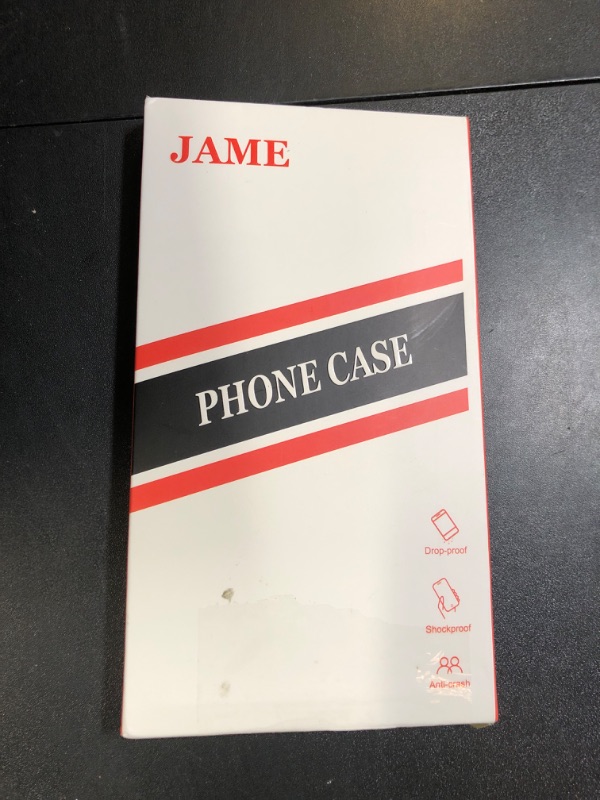 JAME
PHONE CASE
Drop-proof
Shockproof
Anti-crash